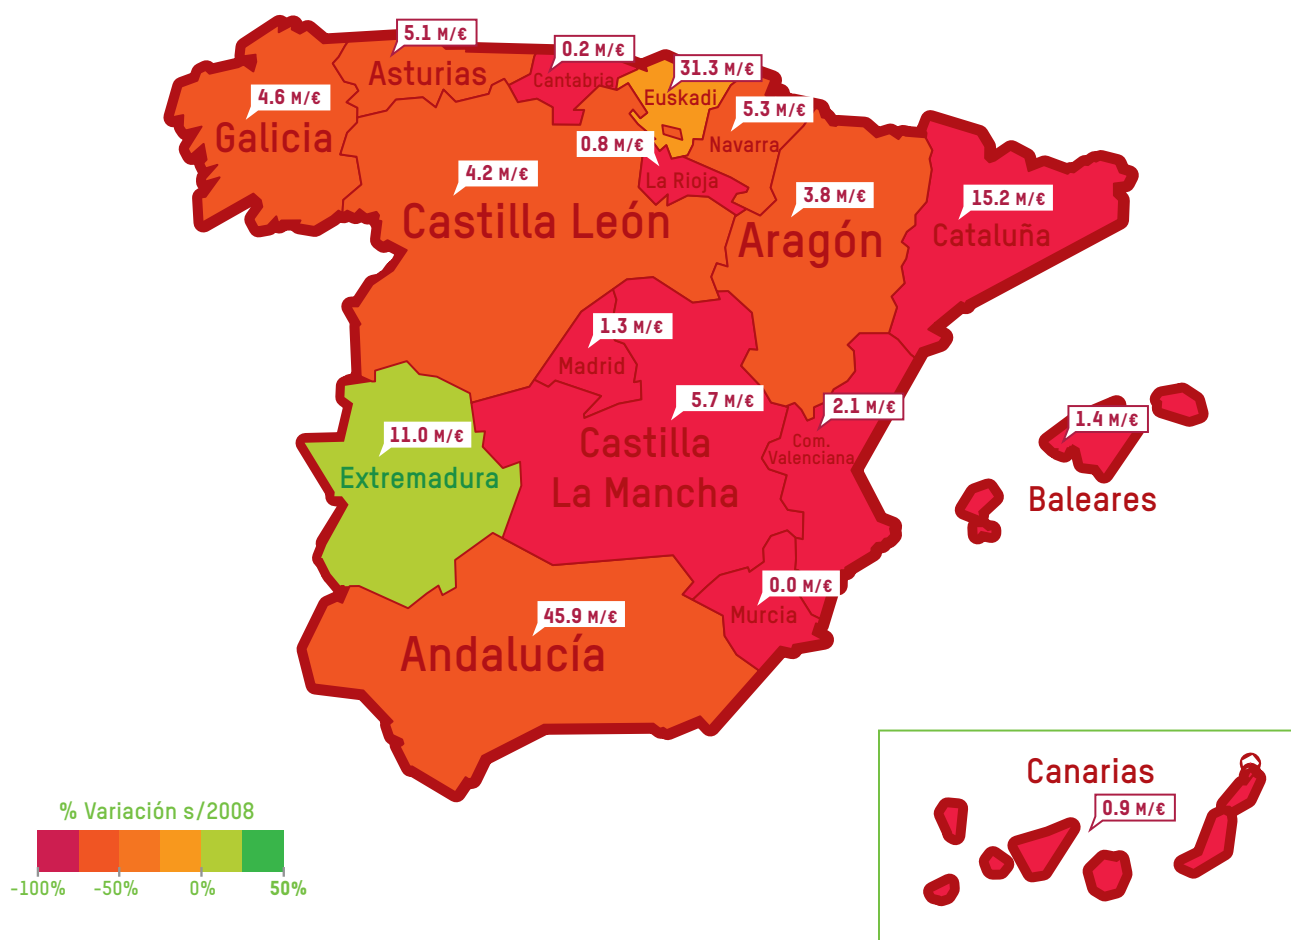 5.1 M/€
Asturias
0.2 M/€
Cantabria
31.3 M/€
Euskadi
4.6 M/€
Galicia
5.3 M/€
Navarra
0.8 M/€
La Rioja
4.2 M/€
Castilla León
3.8 M/€
Aragón
15.2 M/€
Cataluña
1.3 M/€
Madrid
5.7 M/€
Castilla
La Mancha
2.1 M/€
Com.
Valenciana
1.4 M/€
Baleares
11.0 M/€
Extremadura
0.0 M/€
Murcia
45.9 M/€
Andalucía
Canarias
0.9 M/€
% Variación s/2008
-100% -50% 0% 50%